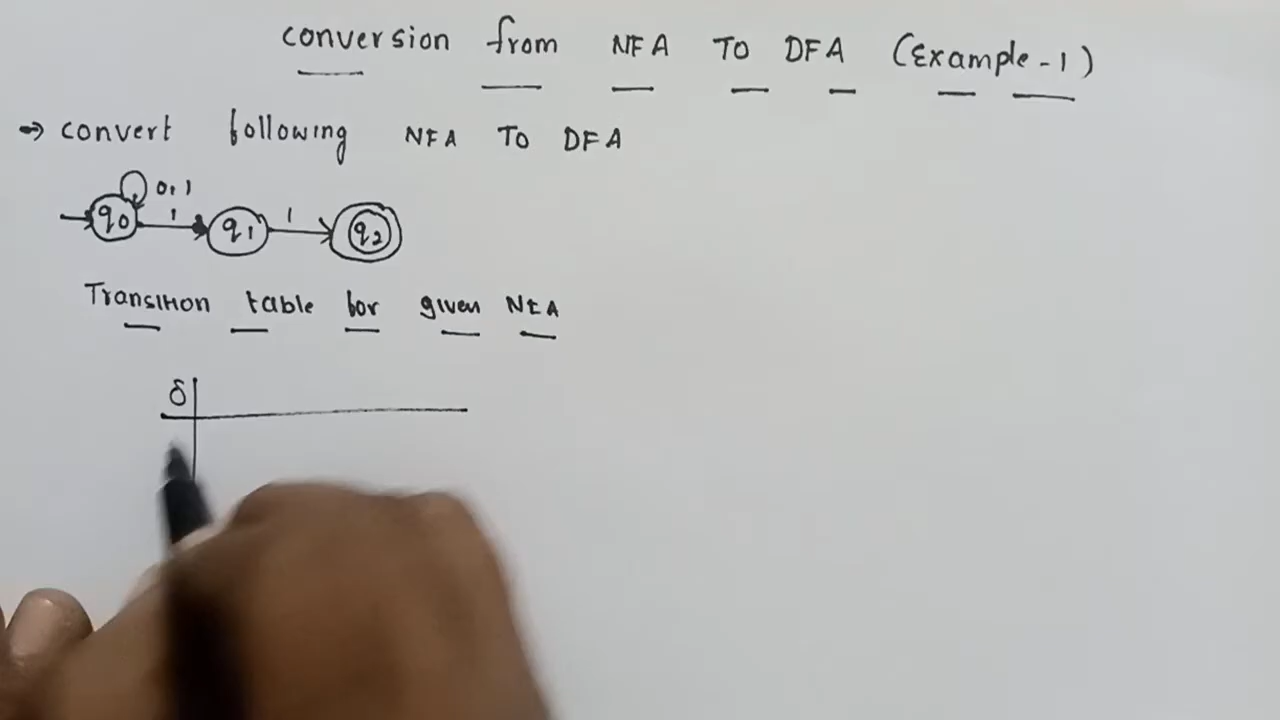 conversion from NFA TO DFA (Example-1)
→ convert following NFA TO DFA
0,1
q0 1 q1 1 q2
Transition table for given NFA
δ